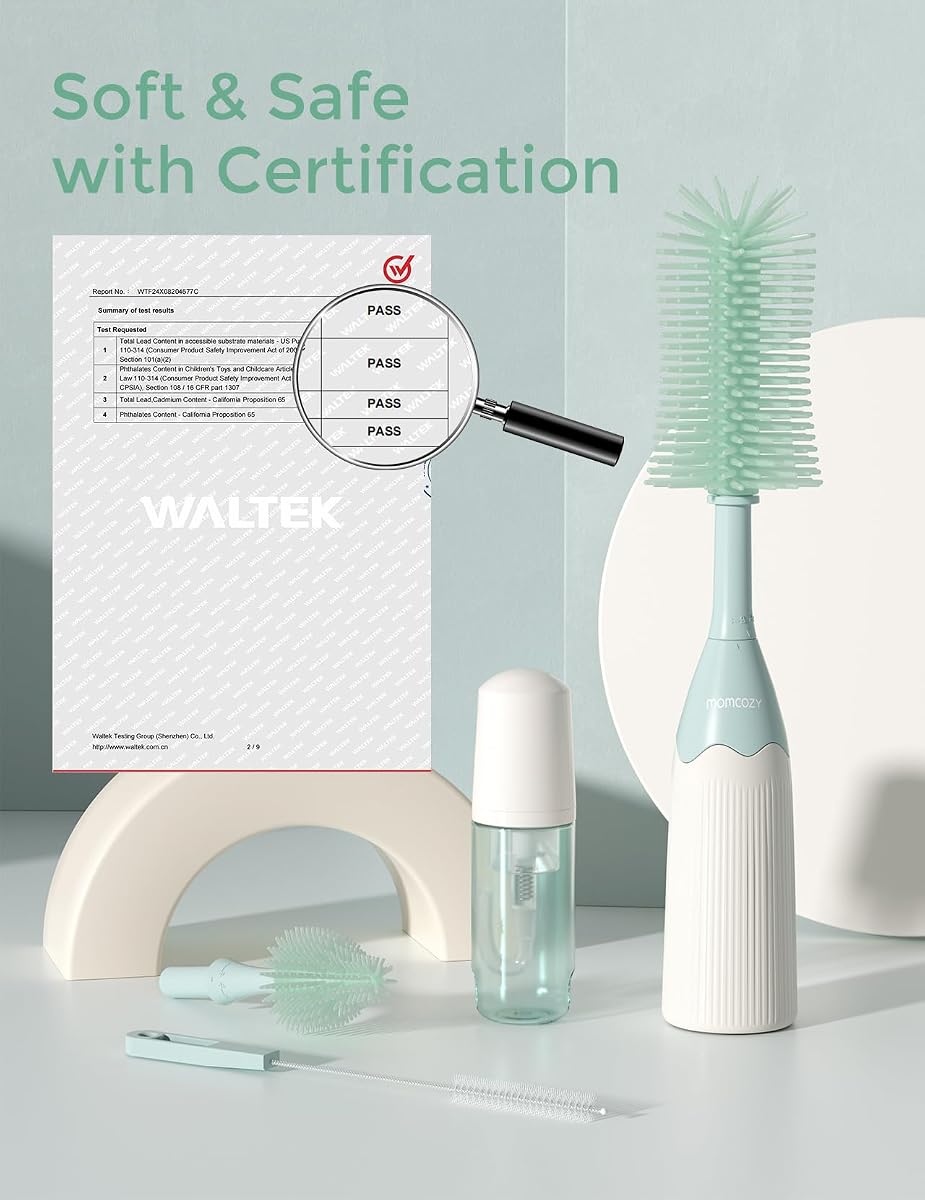 Soft & Safe
with Certification
Report No. : WTF24X08204577C
Summary of test results
Test Requested
PASS
1 Total Lead Content in accessible substrate materials - US Pu
110-314 (Consumer Product Safety Improvement Act of 200
Section 101(a)(2)
PASS
2 Phthalates Content in Children's Toys and Childcare Article
Law 110-314 (Consumer Product Safety Improvement Act
CPSIA), Section 108 / 16 CFR part 1307
3 Total Lead,Cadmium Content - California Proposition 65
PASS
4 Phthalates Content - California Proposition 65
PASS
WALTEK
momcozy
Waltek Testing Group (Shenzhen) Co., Ltd.
http://www.waltek.com.cn 2 / 9